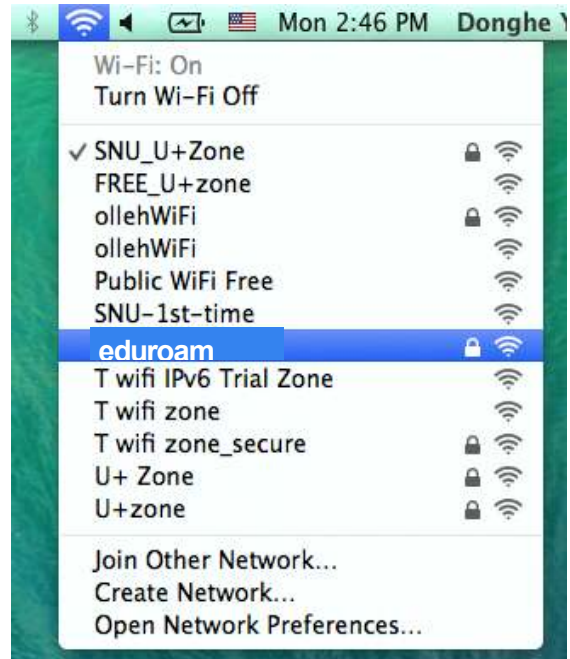 Mon 2:46 PM Donghe Y
Wi-Fi: On
Turn Wi-Fi Off
SNU_U+Zone
FREE_U+zone
ollehWiFi
ollehWiFi
Public WiFi Free
SNU-1st-time
eduroam
T wifi IPv6 Trial Zone
T wifi zone
T wifi zone_secure
U+ Zone
U+zone
Join Other Network...
Create Network...
Open Network Preferences...